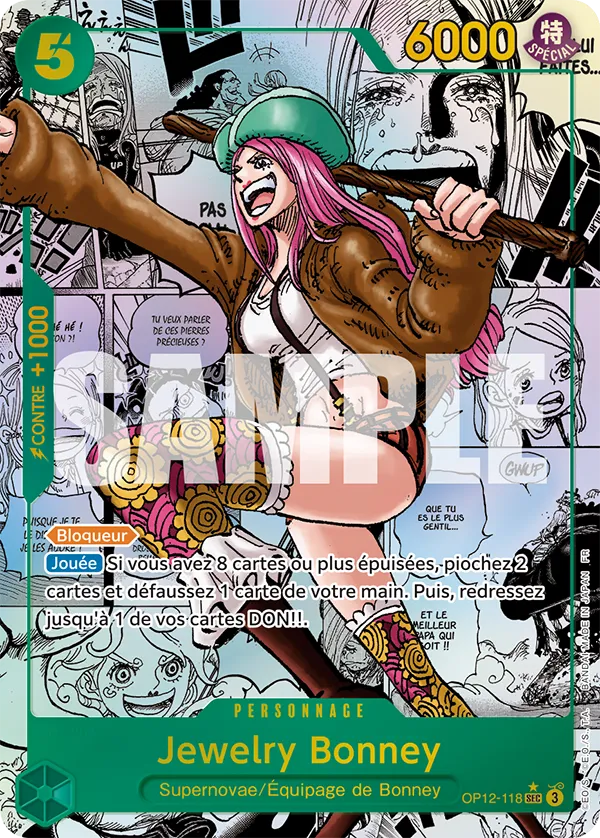 5
6000
特
SPÉCIAL
PAS
TU VEUX PARLER
DE CES PIERRES
PRÉCIEUSES ?
CONTRE +1000
SAMPLE
GWUP
QUE TU
ES LE PLUS
GENTIL...
Bloqueur
Jouée Si vous avez 8 cartes ou plus épuisées, piochez 2
cartes et défaussez 1 carte de votre main. Puis, redressez
jusqu'à 1 de vos cartes DON!!.
ET LE
MEILLEUR
PAPA QUI
SOIT !!
PERSONNAGE
Jewelry Bonney
Supernovae/Équipage de Bonney
OP12-118 SEC 3
BANDAI MADE IN JAPAN FR